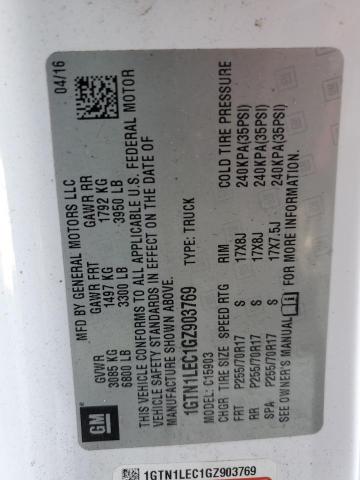 GM
MFD BY GENERAL MOTORS LLC
04/16
GVWR GAWR FRT GAWR RR
3085 KG 1497 KG 1792 KG
6800 LB 3300 LB 3950 LB
THIS VEHICLE CONFORMS TO ALL APPLICABLE U.S. FEDERAL MOTOR
VEHICLE SAFETY STANDARDS IN EFFECT ON THE DATE OF
MANUFACTURE SHOWN ABOVE.
1GTN1LEC1GZ903769 TYPE: TRUCK
MODEL: C15903
CHGR TIRE SIZE SPEED RTG RIM COLD TIRE PRESSURE
FRT P255/70R17 S 17X8J 240KPA(35PSI)
RR P255/70R17 S 17X8J 240KPA(35PSI)
SPA P255/70R17 S 17X7.5J 240KPA(35PSI)
SEE OWNER'S MANUAL FOR MORE INFORMATION.
1GTN1LEC1GZ903769